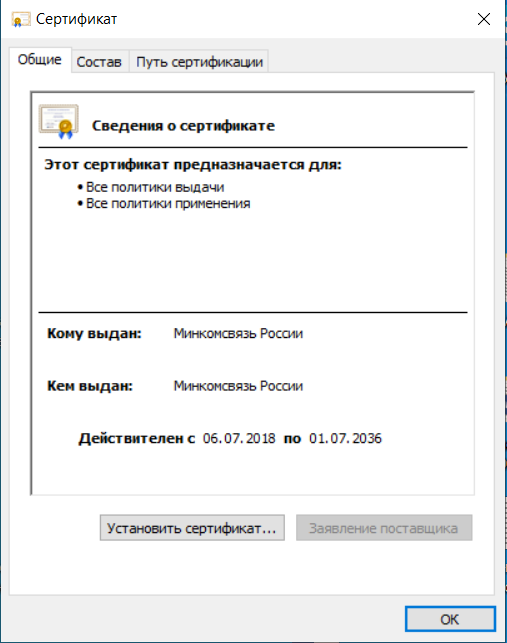 Сертификат
Общие Состав Путь сертификации
Сведения о сертификате
Этот сертификат предназначается для:
• Все политики выдачи
• Все политики применения
Кому выдан: Минкомсвязь России
Кем выдан: Минкомсвязь России
Действителен с 06.07.2018 по 01.07.2036
Установить сертификат... Заявление поставщика
ОК